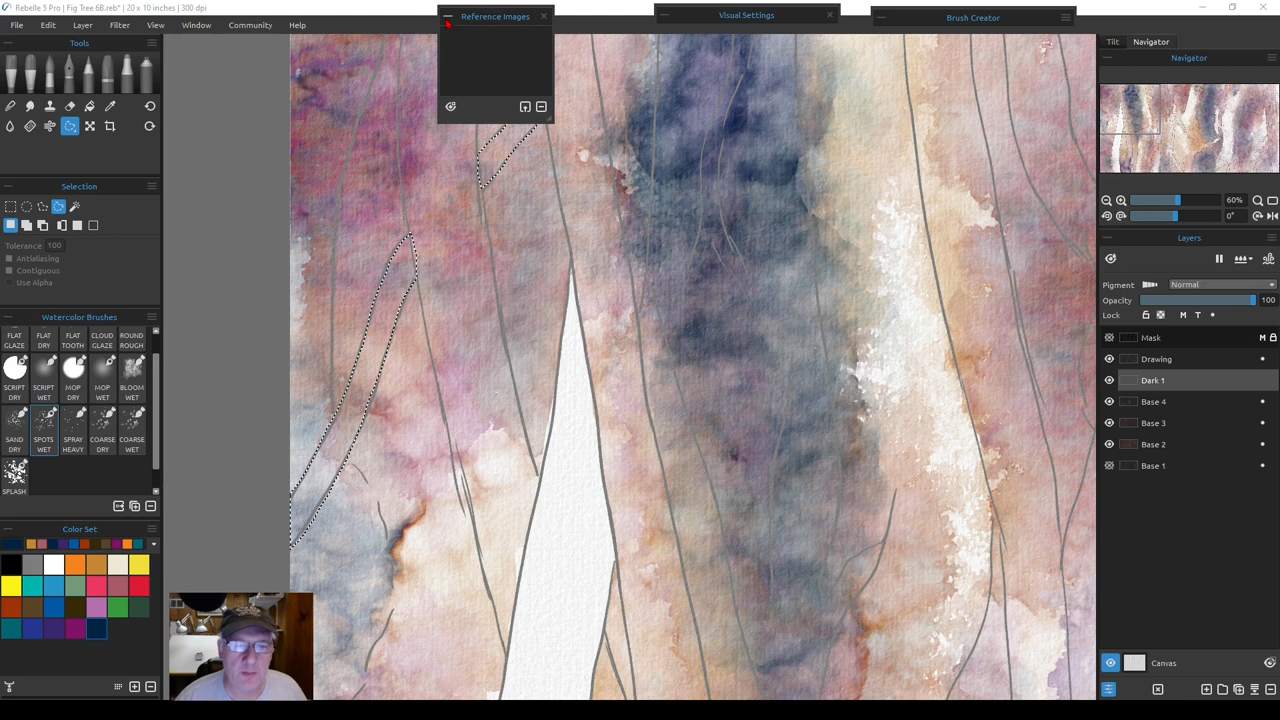 Rebelle 5 Pro | Fig Tree 6B.reb* | 20 x 10 inches | 300 dpi
File Edit Layer Filter View Window Community Help
Reference Images
Visual Settings
Brush Creator
Tools
Selection
Tolerance 100
Antialiasing
Contiguous
Use Alpha
Watercolor Brushes
FLAT GLAZE
FLAT DRY
FLAT TOOTH
CLOUD GLAZE
ROUND ROUGH
SCRIPT DRY
SCRIPT WET
MOP DRY
MOP WET
BLOOM WET
SAND DRY
SPOTS WET
SPRAY HEAVY
COARSE DRY
COARSE WET
SPLASH
Color Set
Tilt Navigator
Navigator
60%
0°
Layers
Pigment Normal
Opacity 100
Lock M T
Mask M
Drawing
Dark 1
Base 4
Base 3
Base 2
Base 1
Canvas